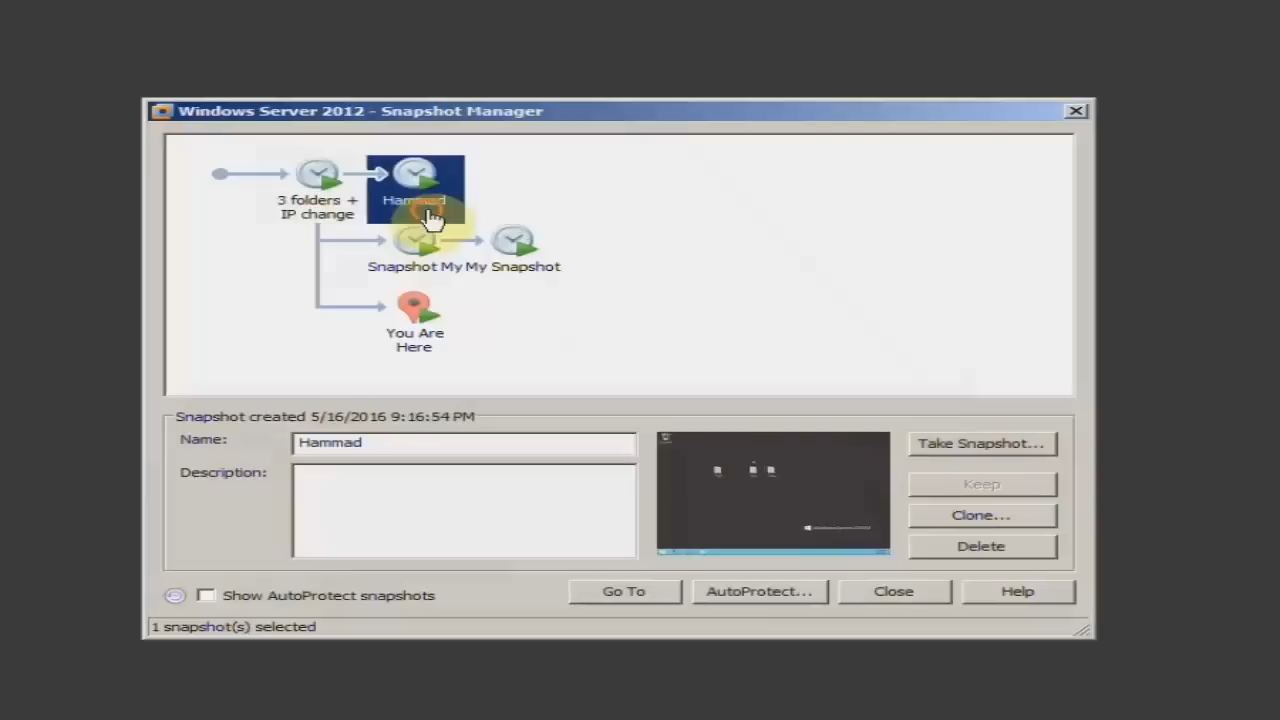 Windows Server 2012 - Snapshot Manager
3 folders +
IP change
Hammad
Snapshot My
My Snapshot
You Are
Here
Snapshot created 5/16/2016 9:16:54 PM
Name:
Hammad
Take Snapshot...
Description:
Keep
Clone...
Delete
Show AutoProtect snapshots
Go To
AutoProtect...
Close
Help
1 snapshot(s) selected